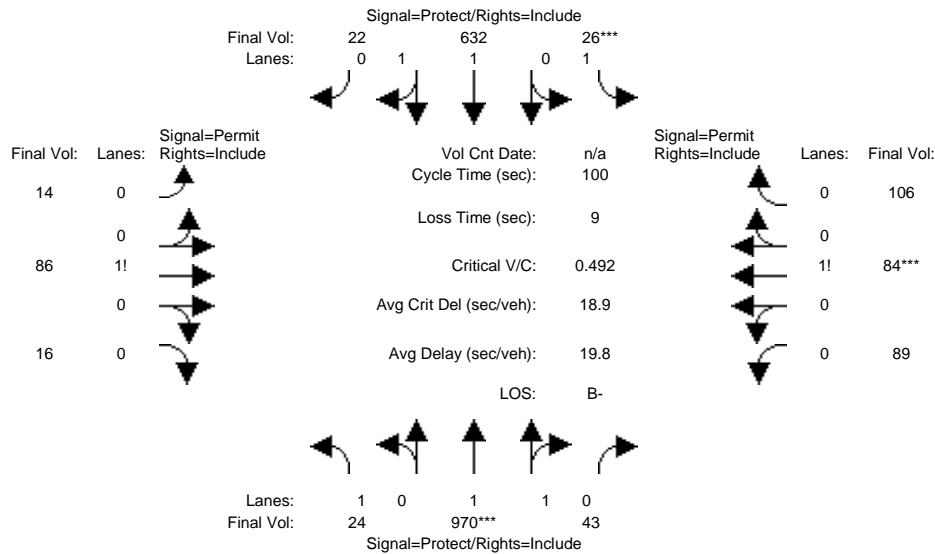 Signal=Protect/Rights=Include
Final Vol: 22 632 26***
Lanes: 0 1 1 0 1
Signal=Permit Signal=Permit
Final Vol: Lanes: Rights=Include Vol Cnt Date: n/a Rights=Include Lanes: Final Vol:
Cycle Time (sec): 100
14 0 0 106
Loss Time (sec): 9
0 0
86 1! Critical V/C: 0.492 1! 84***
0 Avg Crit Del (sec/veh): 18.9 0
16 0 Avg Delay (sec/veh): 19.8 0 89
LOS: B-
Lanes: 1 0 1 1 0
Final Vol: 24 970*** 43
Signal=Protect/Rights=Include